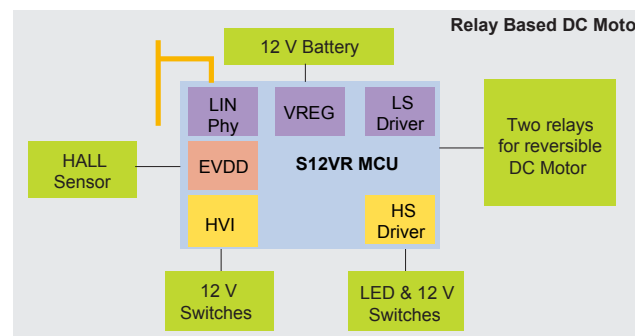 Relay Based DC Moto
12 V Battery
LIN
Phy
VREG
LS
Driver
HALL
Sensor
EVDD
S12VR MCU
Two relays
for reversible
DC Motor
HVI
HS
Driver
12 V
Switches
LED & 12 V
Switches